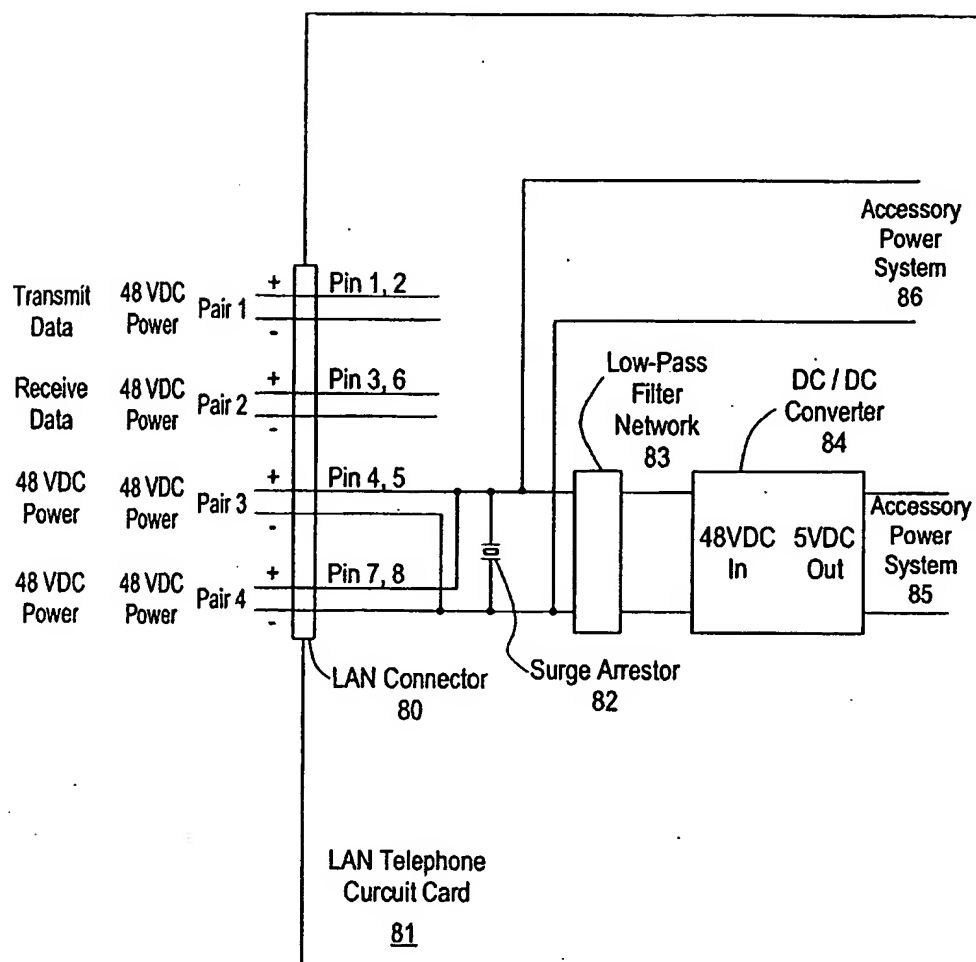 Accessory
Power
System
86
Transmit
Data
48 VDC
Power
Pair 1
+
-
Pin 1, 2
Receive
Data
48 VDC
Power
Pair 2
+
-
Pin 3, 6
Low-Pass
Filter
Network
83
DC / DC
Converter
84
48 VDC
Power
48 VDC
Power
Pair 3
+
-
Pin 4, 5
48 VDC
Power
48 VDC
Power
Pair 4
+
-
Pin 7, 8
48VDC
In
5VDC
Out
Accessory
Power
System
85
LAN Connector
80
Surge Arrestor
82
LAN Telephone
Curcuit Card
81